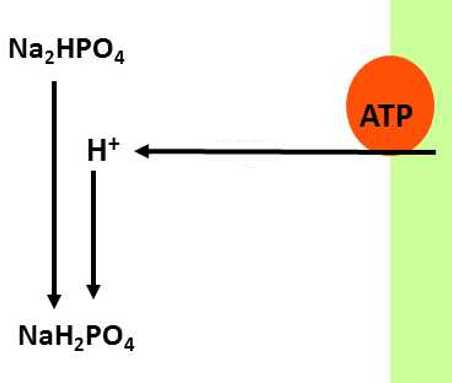 Na₂HPO₄
ATP
H⁺
NaH₂PO₄